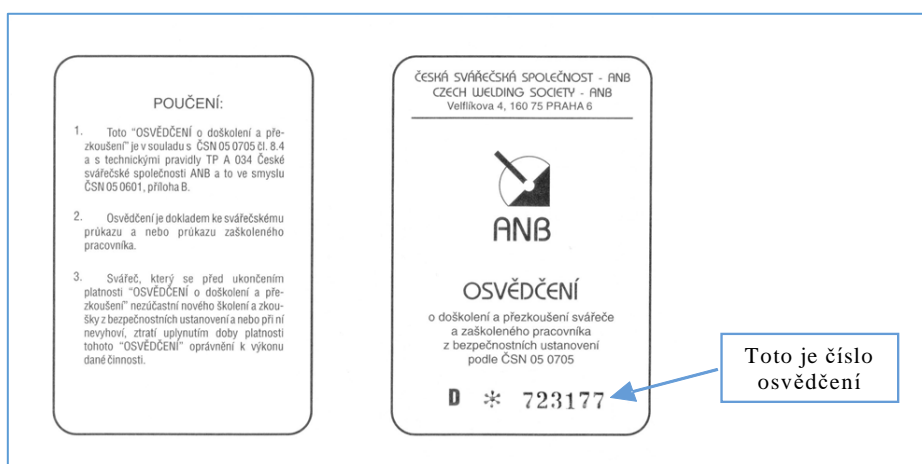 POUČENÍ:
1. Toto "OSVĚDČENÍ o doškolení a pře-
zkoušení" je v souladu s ČSN 05 0705 čl. 8.4
a s technickými pravidly TP A 034 České
svářečské společnosti ANB a to ve smyslu
ČSN 05 0601, příloha B.
2. Osvědčení je dokladem ke svářečskému
průkazu a nebo průkazu zaškoleného
pracovníka.
3. Svářeč, který se před ukončením
platnosti "OSVĚDČENÍ o doškolení a pře-
zkoušení" nezúčastní nového školení a zkou-
šky z bezpečnostních ustanovení a nebo při ní
nevyhoví, ztratí uplynutím doby platnosti
tohoto "OSVĚDČENÍ" oprávnění k výkonu
dané činnosti.
ČESKÁ SVÁŘEČSKÁ SPOLEČNOST - ANB
CZECH WELDING SOCIETY - ANB
Velflíkova 4, 160 75 PRAHA 6
ANB
OSVĚDČENÍ
o doškolení a přezkoušení svářeče
a zaškoleného pracovníka
z bezpečnostních ustanovení
podle ČSN 05 0705
D * 723177
Toto je číslo
osvědčení